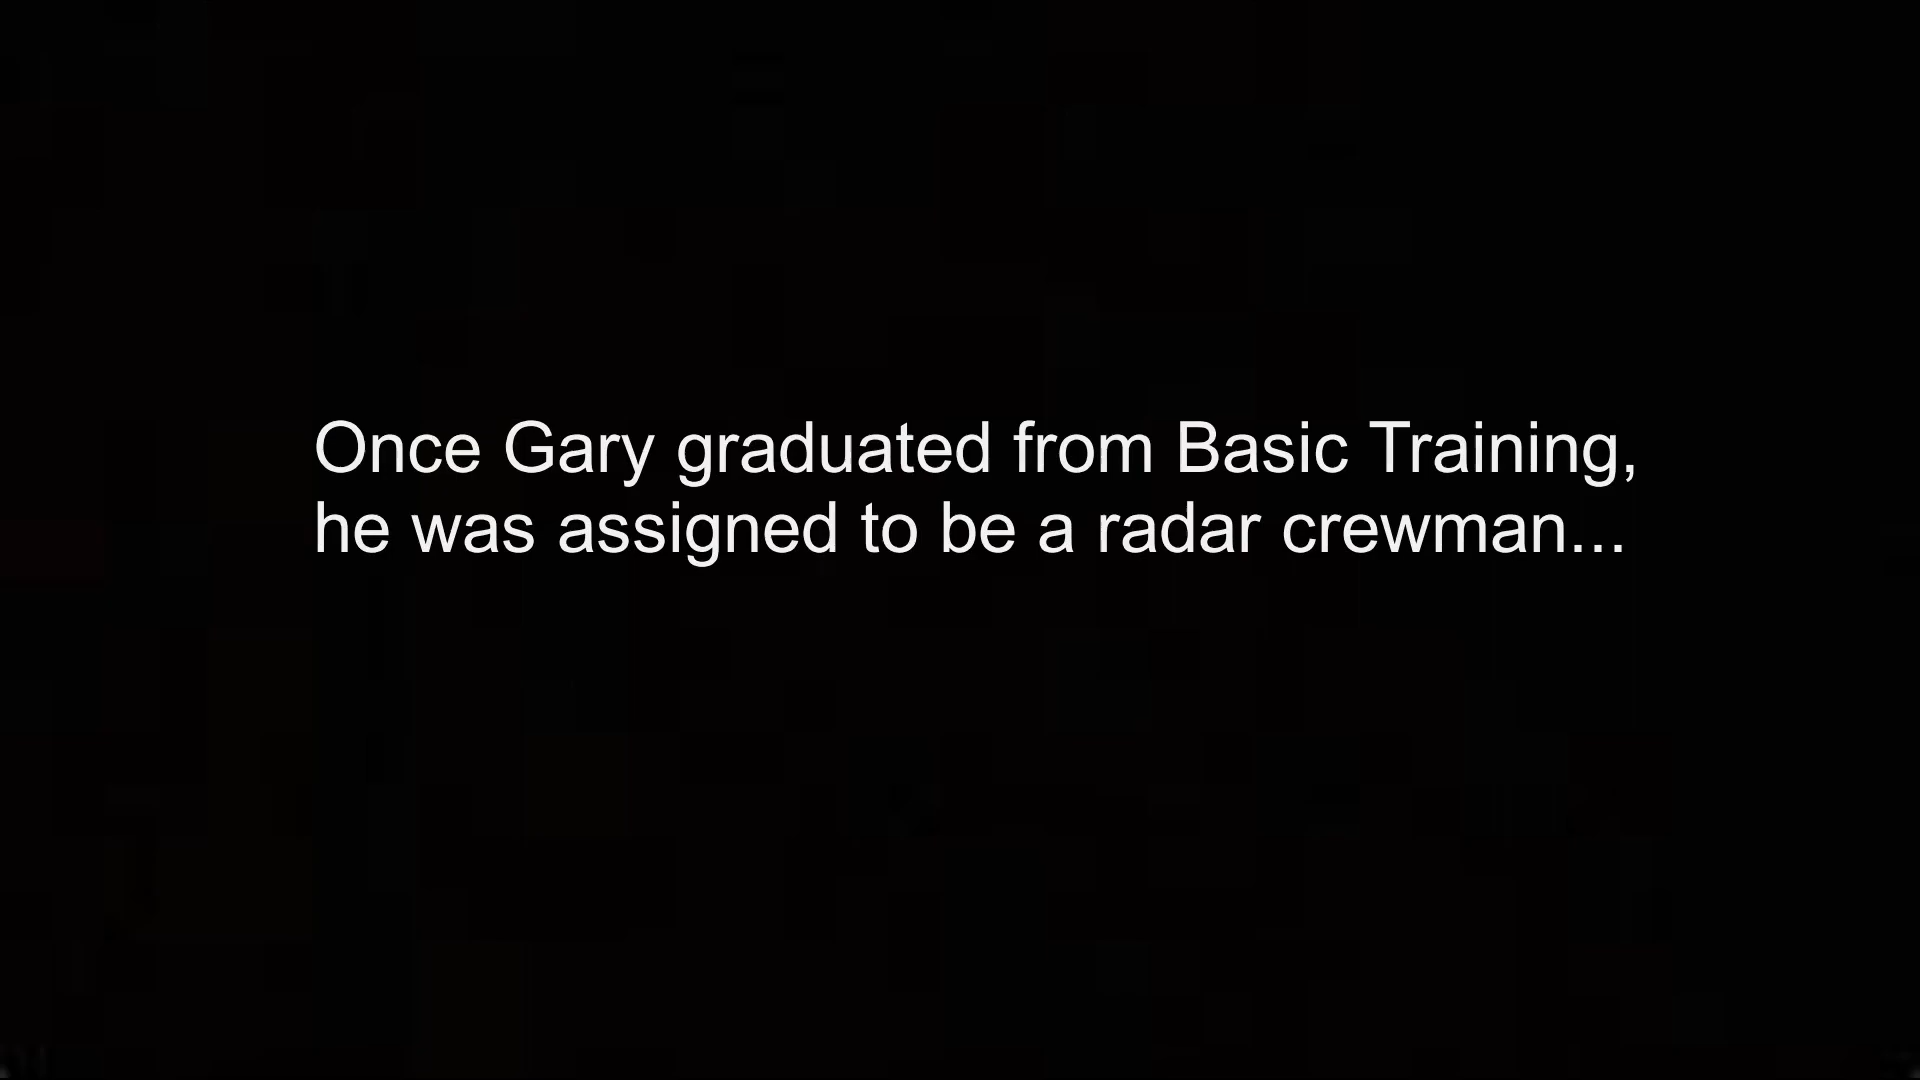 Once Gary graduated from Basic Training,
he was assigned to be a radar crewman...